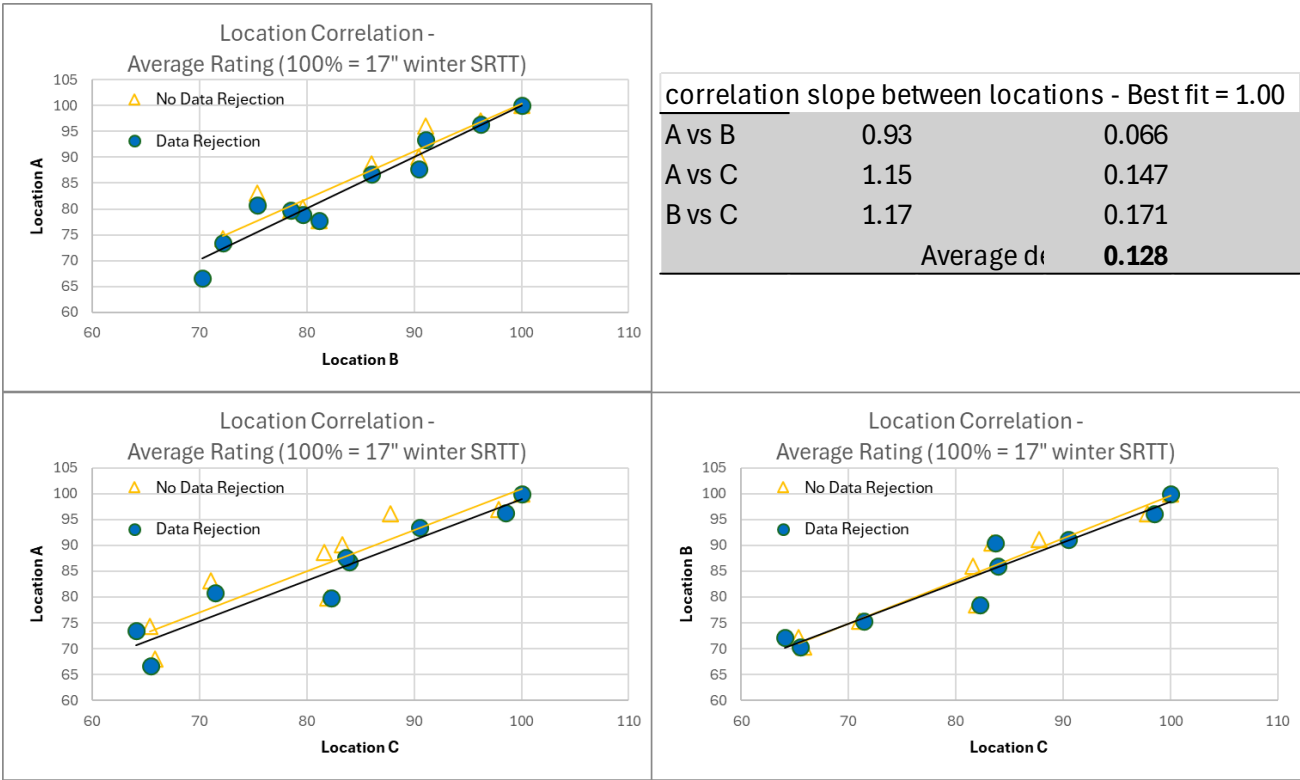 Location Correlation -
Average Rating (100% = 17" winter SRTT)
No Data Rejection
Data Rejection
105
100
95
90
85
80
75
70
65
60
Location A
60 70 80 90 100 110
Location B
correlation slope between locations - Best fit = 1.00
A vs B 0.93 0.066
A vs C 1.15 0.147
B vs C 1.17 0.171
Average de 0.128
Location Correlation -
Average Rating (100% = 17" winter SRTT)
No Data Rejection
Data Rejection
105
100
95
90
85
80
75
70
65
60
Location A
60 70 80 90 100 110
Location C
Location Correlation -
Average Rating (100% = 17" winter SRTT)
No Data Rejection
Data Rejection
105
100
95
90
85
80
75
70
65
60
Location B
60 70 80 90 100 110
Location C